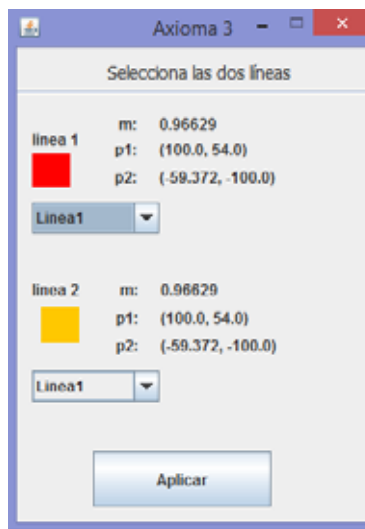 Axioma 3
Selecciona las dos líneas
linea 1
m: 0.96629
p1: (100.0, 54.0)
p2: (-59.372, -100.0)
Linea1
linea 2
m: 0.96629
p1: (100.0, 54.0)
p2: (-59.372, -100.0)
Linea1
Aplicar